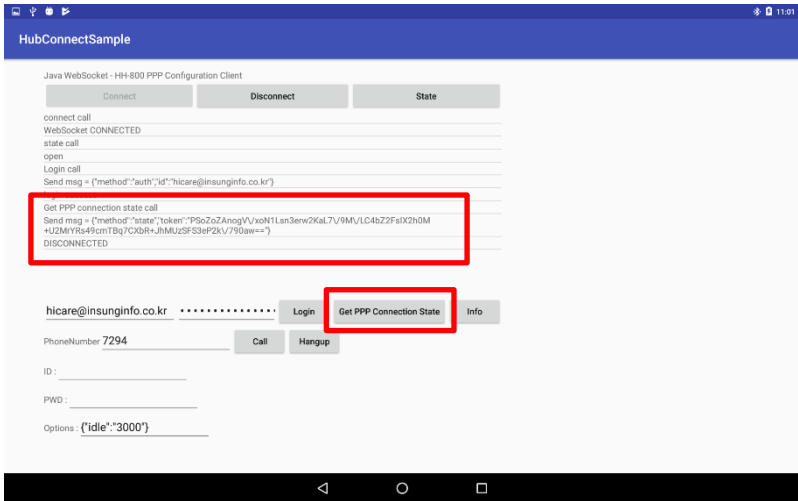 11:01
HubConnectSample
Java WebSocket - HH-800 PPP Configuration Client
Connect Disconnect State
connect call
WebSocket CONNECTED
state call
open
Login call
Send msg = {"method":"auth","id":"hicare@insunginfo.co.kr"}
Get PPP connection state call
Send msg = {"method":"state","token":"PSoZoZAnogV\/xoN1Lsn3erw2KaL7\/9M\/LC4bZ2FsIX2h0M
+U2MrYRs49cmTBq7CXbR+JhMUzSFS3eP2k\/790aw=="}
DISCONNECTED
hicare@insunginfo.co.kr •••••••••••••• Login Get PPP Connection State Info
PhoneNumber 7294 Call Hangup
ID :
PWD :
Options : {"idle":"3000"}